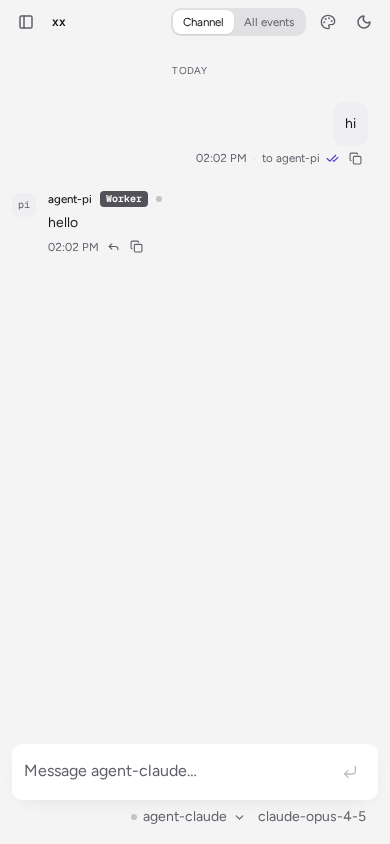 xx
Channel
All events
TODAY
hi
02:02 PM · to agent-pi
pi
agent-pi Worker
hello
02:02 PM
Message agent-claude...
agent-claude claude-opus-4-5